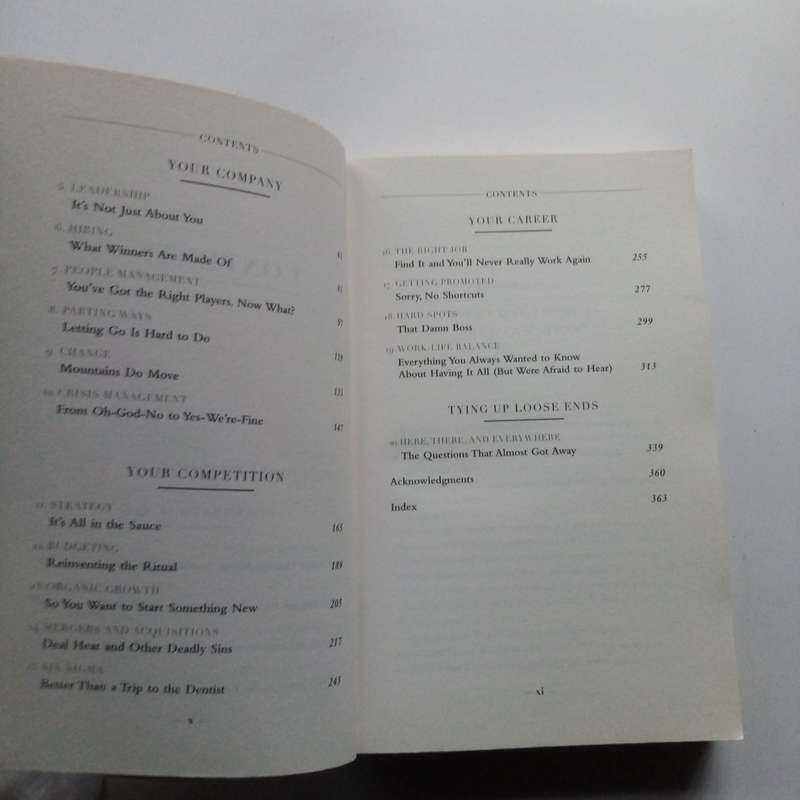 CONTENTS
YOUR COMPANY
5. LEADERSHIP
It's Not Just About You
6. HIRING
What Winners Are Made Of
81
7. PEOPLE MANAGEMENT
You've Got the Right Players, Now What?
97
8. PARTING WAYS
Letting Go Is Hard to Do
119
9. CHANGE
Mountains Do Move
133
10. CRISIS MANAGEMENT
From Oh-God-No to Yes-We're-Fine
147
YOUR COMPETITION
11. STRATEGY
It's All in the Sauce 165
12. BUDGETING
Reinventing the Ritual 189
13. ORGANIC GROWTH
So You Want to Start Something New 205
14. MERGERS AND ACQUISITIONS
Deal Heat and Other Deadly Sins 217
15. SIX SIGMA
Better Than a Trip to the Dentist 245
x
CONTENTS
YOUR CAREER
16. THE RIGHT JOB
Find It and You'll Never Really Work Again 255
17. GETTING PROMOTED
Sorry, No Shortcuts 277
18. HARD SPOTS
That Damn Boss 299
19. WORK-LIFE BALANCE
Everything You Always Wanted to Know
About Having It All (But Were Afraid to Hear) 313
TYING UP LOOSE ENDS
20. HERE, THERE, AND EVERYWHERE
The Questions That Almost Got Away 339
Acknowledgments 360
Index 363
xi